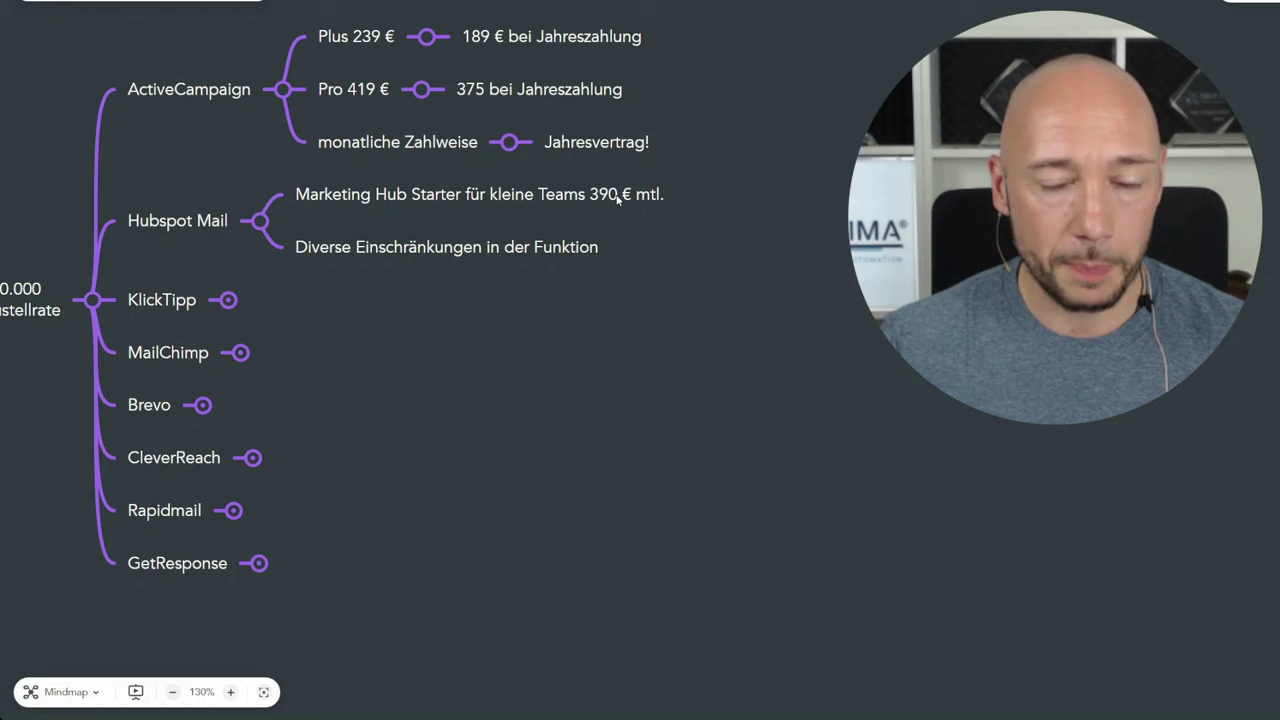 Plus 239 €
189 € bei Jahreszahlung
ActiveCampaign
Pro 419 €
375 bei Jahreszahlung
monatliche Zahlweise
Jahresvertrag!
Marketing Hub Starter für kleine Teams 390 € mtl.
Hubspot Mail
Diverse Einschränkungen in der Funktion
0.000
ustellrate
KlickTipp
MailChimp
Brevo
CleverReach
Rapidmail
GetResponse
IMA®
AUTOMATION
Mindmap
130%